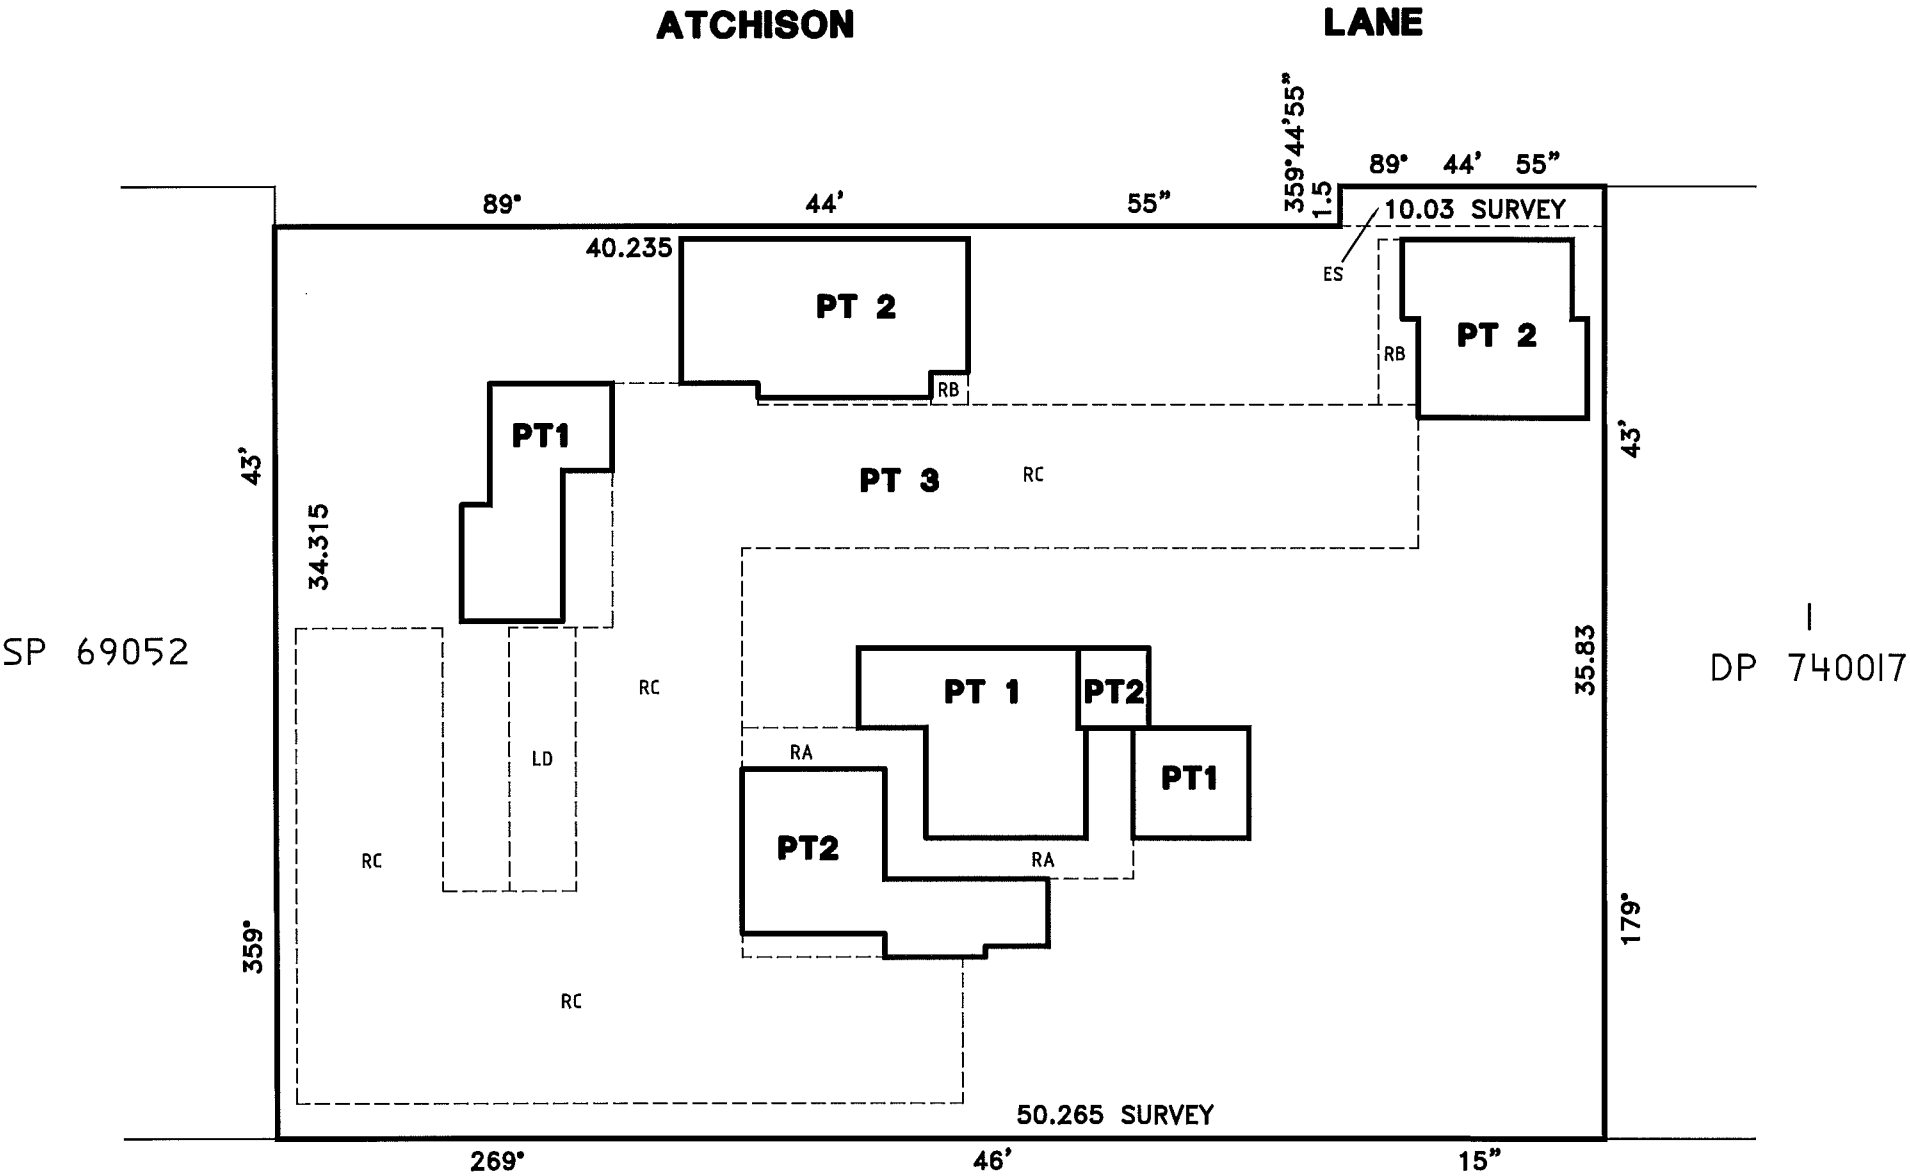 ATCHISON LANE
359°44'55"
1.5
89° 44' 55"
89° 44' 55"
10.03 SURVEY
40.235
ES
PT 2
PT 2
RB
RB
PT1
43'
43'
PT 3
RC
34.315
SP 69052
1
DP 740017
35.83
RC
PT 1
PT2
RA
LD
PT1
PT2
RC
RA
359°
179°
RC
50.265 SURVEY
269° 46' 15"